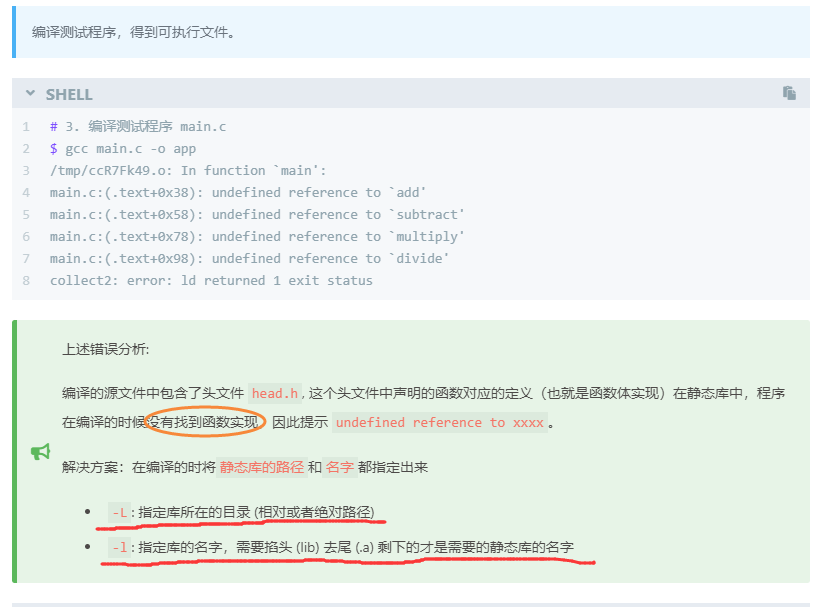 编译测试程序，得到可执行文件。
SHELL
1 # 3. 编译测试程序 main.c
2 $ gcc main.c -o app
3 /tmp/ccR7Fk49.o: In function `main':
4 main.c:(.text+0x38): undefined reference to `add'
5 main.c:(.text+0x58): undefined reference to `subtract'
6 main.c:(.text+0x78): undefined reference to `multiply'
7 main.c:(.text+0x98): undefined reference to `divide'
8 collect2: error: ld returned 1 exit status
上述错误分析:
编译的源文件中包含了头文件 head.h, 这个头文件中声明的函数对应的定义（也就是函数体实现）在静态库中，程序
在编译的时候没有找到函数实现，因此提示 undefined reference to xxxx 。
解决方案：在编译的时将静态库的路径和名字都指定出来
• -L: 指定库所在的目录 (相对或者绝对路径)
• -l: 指定库的名字，需要掐头 (lib) 去尾 (.a) 剩下的才是需要的静态库的名字